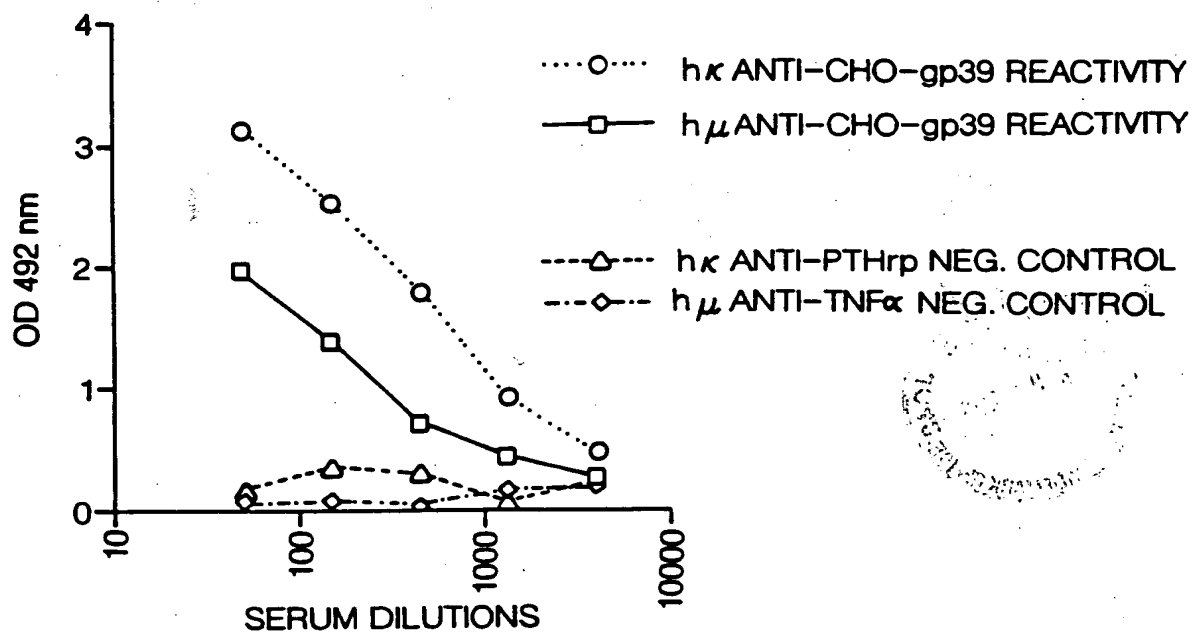 4
3
2
1
0
OD 492 nm
10
100
1000
10000
SERUM DILUTIONS
hκ ANTI-CHO-gp39 REACTIVITY
hμ ANTI-CHO-gp39 REACTIVITY
hκ ANTI-PTHrp NEG. CONTROL
hμ ANTI-TNFα NEG. CONTROL